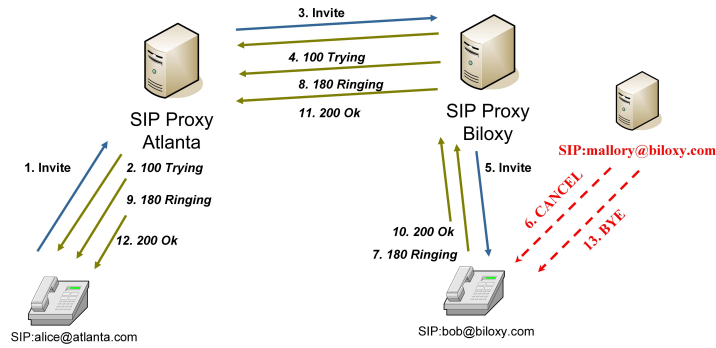 3. Invite
4. 100 Trying
8. 180 Ringing
11. 200 Ok
SIP Proxy
Atlanta
SIP Proxy
Biloxy
SIP:mallory@biloxy.com
1. Invite
2. 100 Trying
9. 180 Ringing
12. 200 Ok
5. Invite
10. 200 Ok
7. 180 Ringing
6. CANCEL
13. BYE
SIP:alice@atlanta.com
SIP:bob@biloxy.com